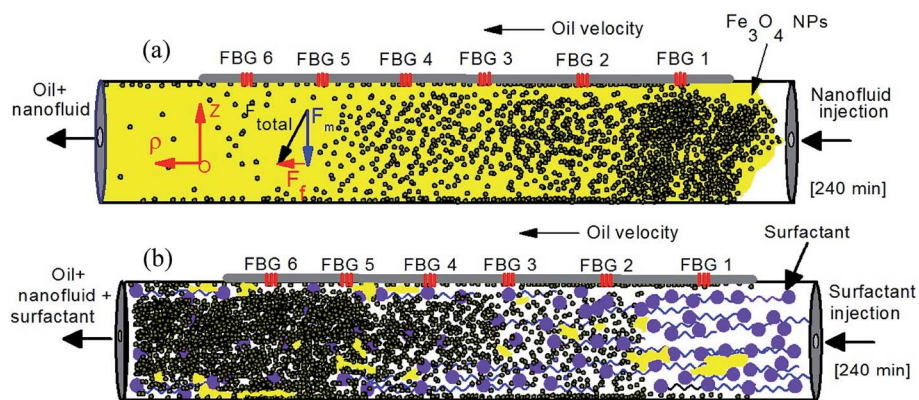 (a)
Oil velocity
Fe3O4 NPs
FBG 6 FBG 5 FBG 4 FBG 3 FBG 2 FBG 1
Oil+
nanofluid
Z
F
total
Fm
ρ
O
Ff
Nanofluid
injection
[240 min]
(b)
Oil velocity
Surfactant
FBG 6 FBG 5 FBG 4 FBG 3 FBG 2 FBG 1
Oil+
nanofluid +
surfactant
Surfactant
injection
[240 min]